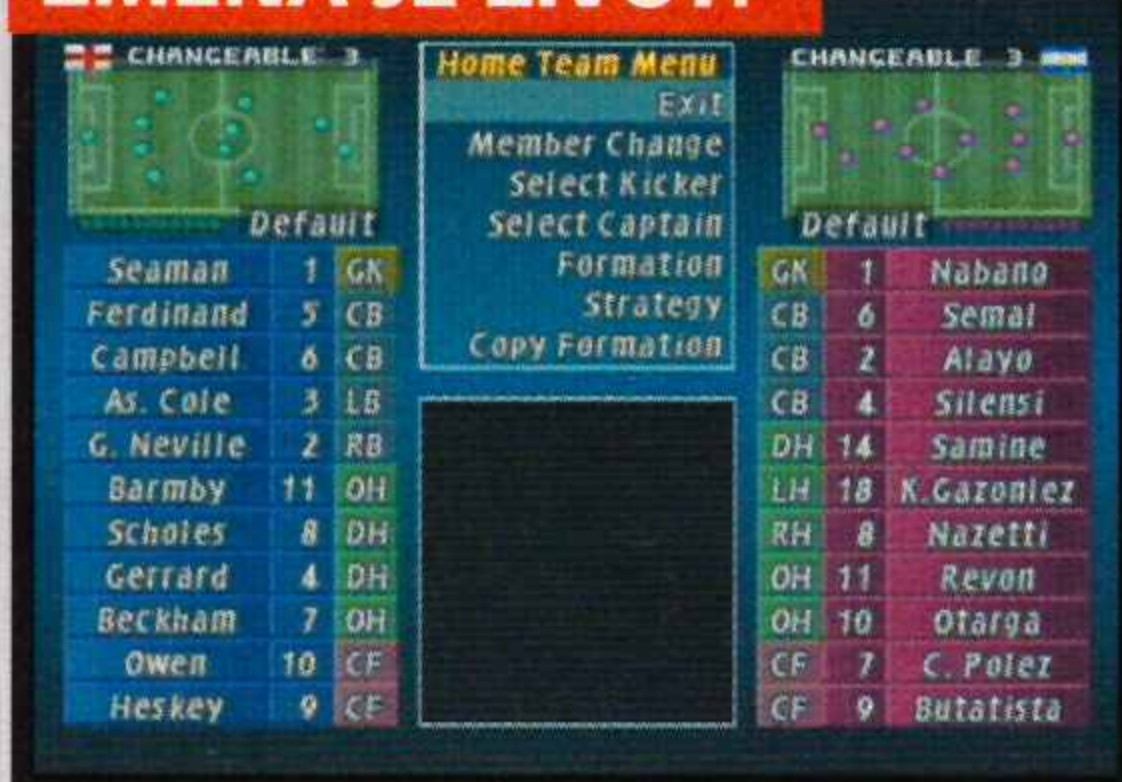 CHANGEABLE 3
Default
Seaman 1 GK
Ferdinand 5 CB
Campbell 6 CB
As. Cole 3 LB
G. Neville 2 RB
Barmby 11 OH
Scholes 8 DH
Gerrard 4 DH
Beckham 7 OH
Owen 10 CF
Heskey 9 CF
Home Team Menu
Exit
Member Change
Select Kicker
Select Captain
Formation
Strategy
Copy Formation
CHANGEABLE 3
Default
GK 1 Nabano
CB 6 Semal
CB 2 Alayo
CB 4 Silensi
DH 14 Samine
LH 18 K.Gazonlez
RH 8 Nazetti
OH 11 Revon
OH 10 Otarga
CF 7 C. Polez
CF 9 Butatista